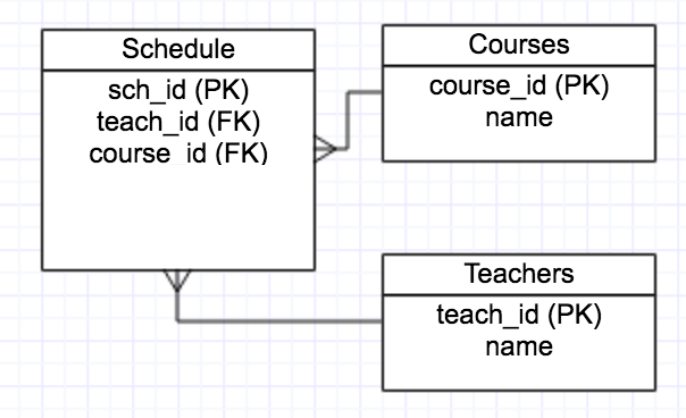 Schedule
sch_id (PK)
teach_id (FK)
course_id (FK)
Courses
course_id (PK)
name
Teachers
teach_id (PK)
name